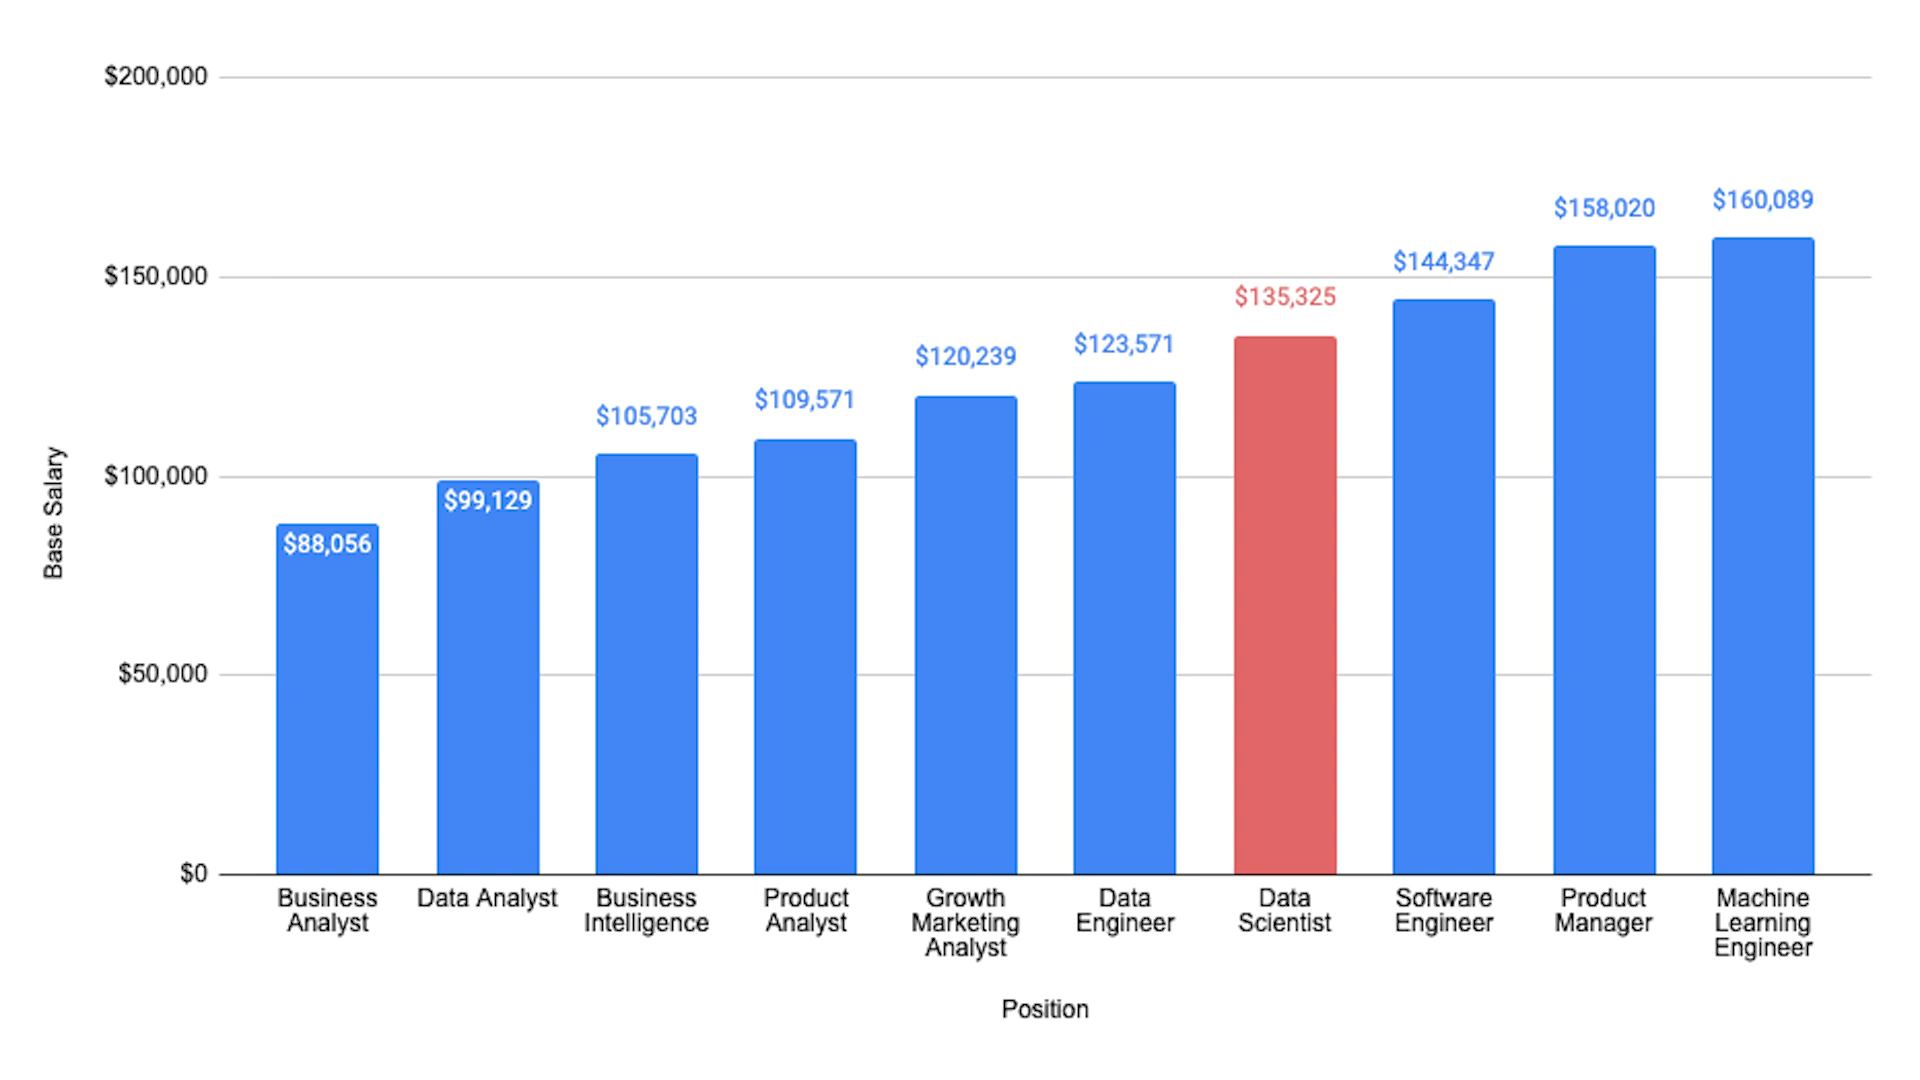 $200,000
$150,000
$100,000
$50,000
$0
Base Salary
$88,056
$99,129
$105,703
$109,571
$120,239
$123,571
$135,325
$144,347
$158,020
$160,089
Business
Analyst
Data Analyst
Business
Intelligence
Product
Analyst
Growth
Marketing
Analyst
Data
Engineer
Data
Scientist
Software
Engineer
Product
Manager
Machine
Learning
Engineer
Position